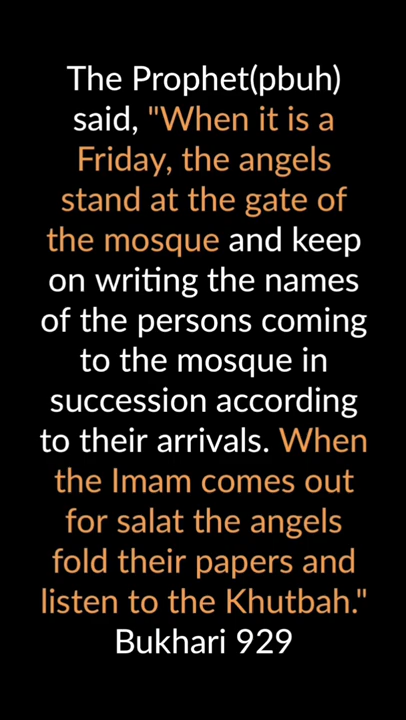 The Prophet(pbuh)
said, "When it is a
Friday, the angels
stand at the gate of
the mosque and keep
on writing the names
of the persons coming
to the mosque in
succession according
to their arrivals. When
the Imam comes out
for salat the angels
fold their papers and
listen to the Khutbah."
Bukhari 929